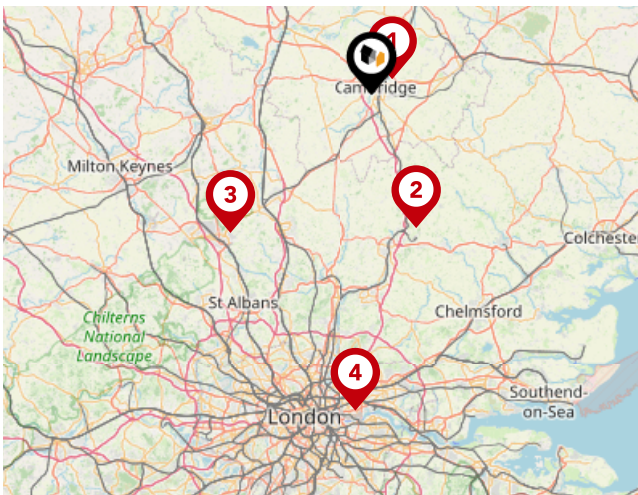 1
Cambridge
Milton Keynes
3
2
Colchester
St Albans
Chelmsford
Chilterns
National
Landscape
4
Southend-
on-Sea
London